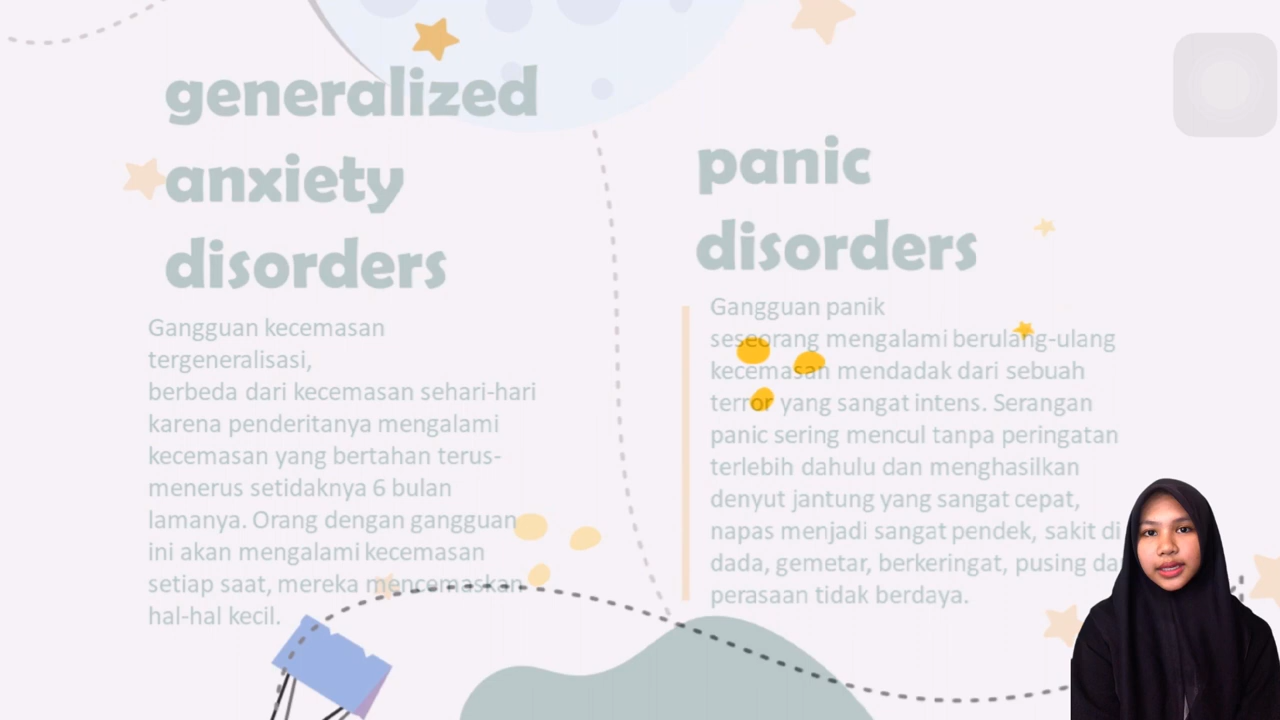 generalized
anxiety
disorders
Gangguan kecemasan
tergeneralisasi,
berbeda dari kecemasan sehari-hari
karena penderitanya mengalami
kecemasan yang bertahan terus-
menerus setidaknya 6 bulan
lamanya. Orang dengan gangguan
ini akan mengalami kecemasan
setiap saat, mereka mencemaskan
hal-hal kecil.
panic
disorders
Gangguan panik
seseorang mengalami berulang-ulang
kecemasan mendadak dari sebuah
terror yang sangat intens. Serangan
panic sering mencul tanpa peringatan
terlebih dahulu dan menghasilkan
denyut jantung yang sangat cepat,
napas menjadi sangat pendek, sakit di
dada, gemetar, berkeringat, pusing
perasaan tidak berdaya.